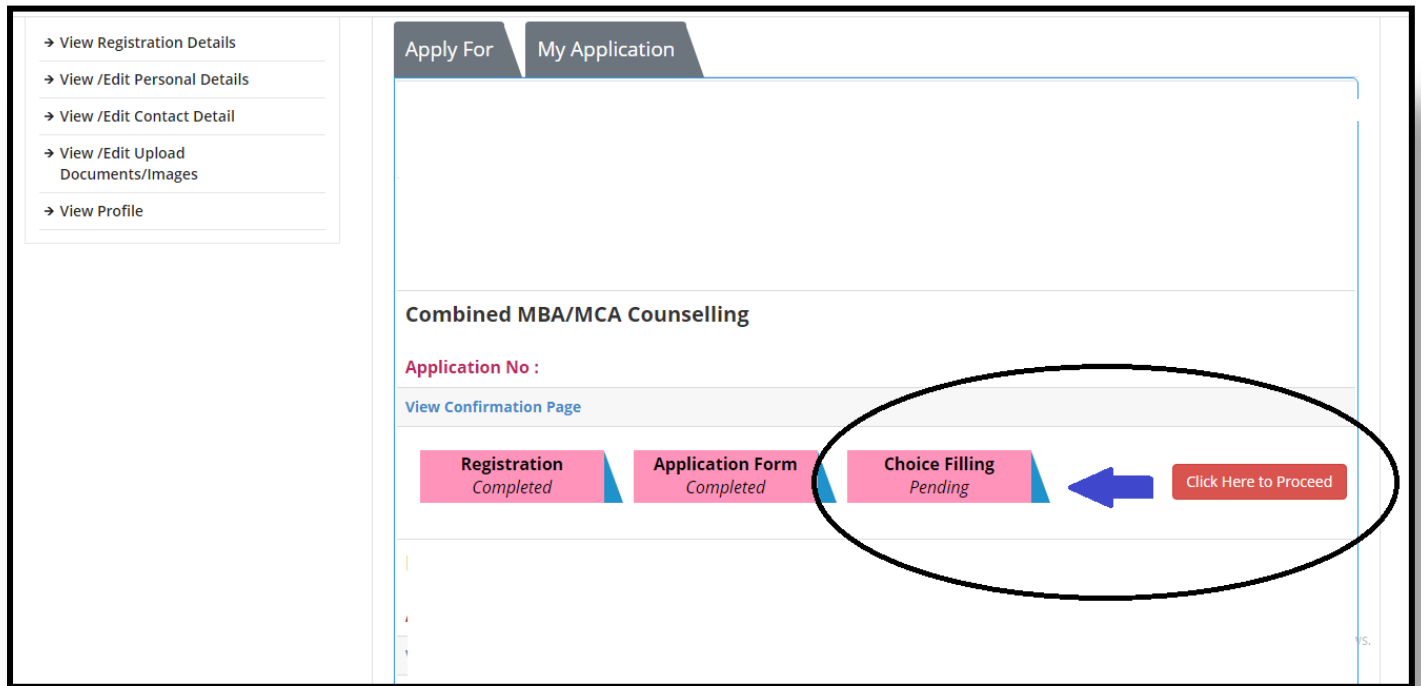 → View Registration Details
→ View /Edit Personal Details
→ View /Edit Contact Detail
→ View /Edit Upload
Documents/Images
→ View Profile
Apply For
My Application
Combined MBA/MCA Counselling
Application No :
View Confirmation Page
Registration
Completed
Application Form
Completed
Choice Filling
Pending
Click Here to Proceed
vs.